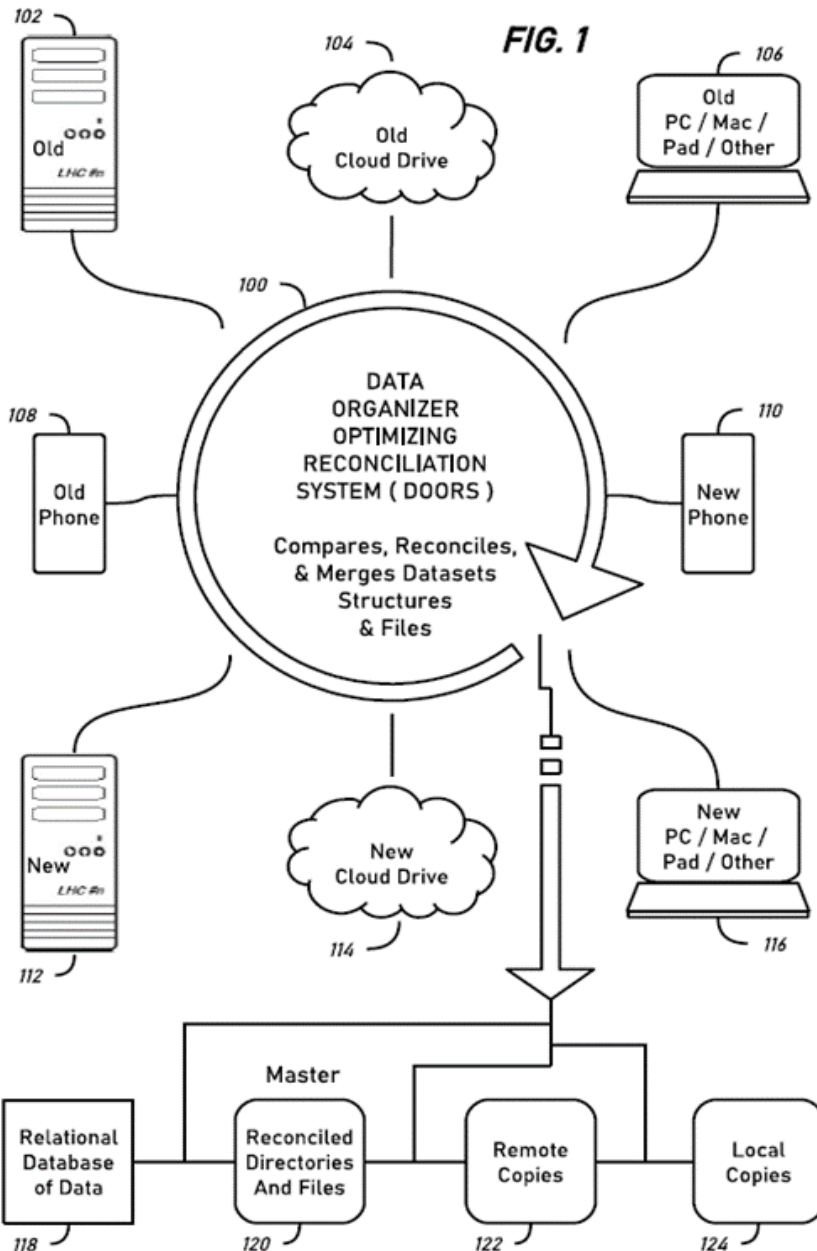 102
104
FIG. 1
106
Old
LHC #n
Old
Cloud Drive
Old
PC / Mac /
Pad / Other
100
DATA
ORGANIZER
OPTIMIZING
RECONCILIATION
SYSTEM ( DOORS )
Compares, Reconciles,
& Merges Datasets
Structures
& Files
108
Old
Phone
110
New
Phone
New
LHC #n
112
New
Cloud Drive
114
New
PC / Mac /
Pad / Other
116
Master
Relational
Database
of Data
118
Reconciled
Directories
And Files
120
Remote
Copies
122
Local
Copies
124